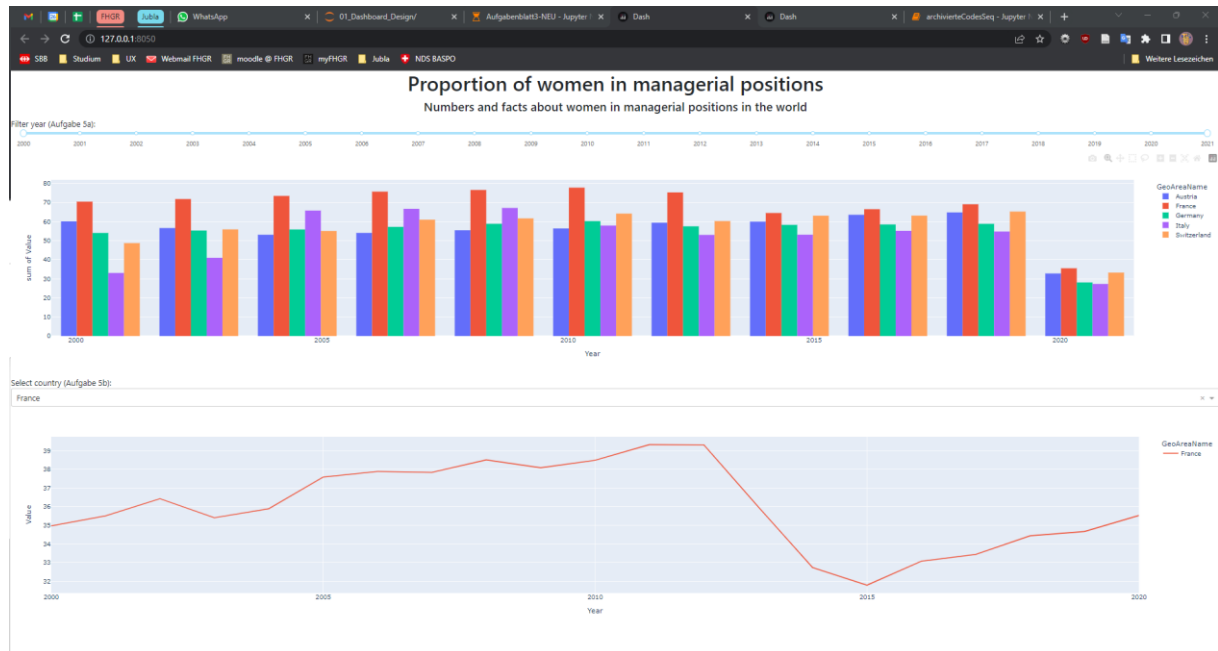 FHGR Jubla WhatsApp 01_Dashboard_Design/ Aufgabenblatt3-NEU - Jupyter Dash Dash archivierteCodesSeq - Jupyter
127.0.0.1:8050
SBB Studium UX Webmail FHGR moodle @ FHGR myFHGR Jubla NDS BASPO Weitere Lesezeichen
Proportion of women in managerial positions
Numbers and facts about women in managerial positions in the world
Filter year (Aufgabe 5a):
2000 2001 2002 2003 2004 2005 2006 2007 2008 2009 2010 2011 2012 2013 2014 2015 2016 2017 2018 2019 2020 2021
GeoAreaName
Austria
France
Germany
Italy
Switzerland
sum of Value
80
70
60
50
40
30
20
10
0
2000 2005 2010 2015 2020
Year
Select country (Aufgabe 5b):
France
GeoAreaName
France
Value
39
38
37
36
35
34
33
32
2000 2005 2010 2015 2020
Year